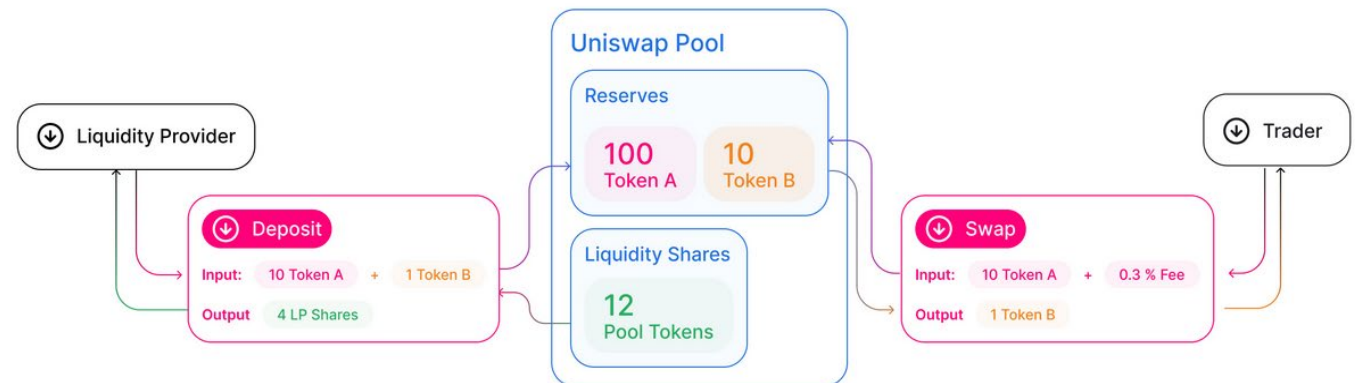 Uniswap Pool
Reserves
100
Token A
10
Token B
Liquidity Shares
12
Pool Tokens
Liquidity Provider
Deposit
Input: 10 Token A + 1 Token B
Output 4 LP Shares
Trader
Swap
Input: 10 Token A + 0.3 % Fee
Output 1 Token B